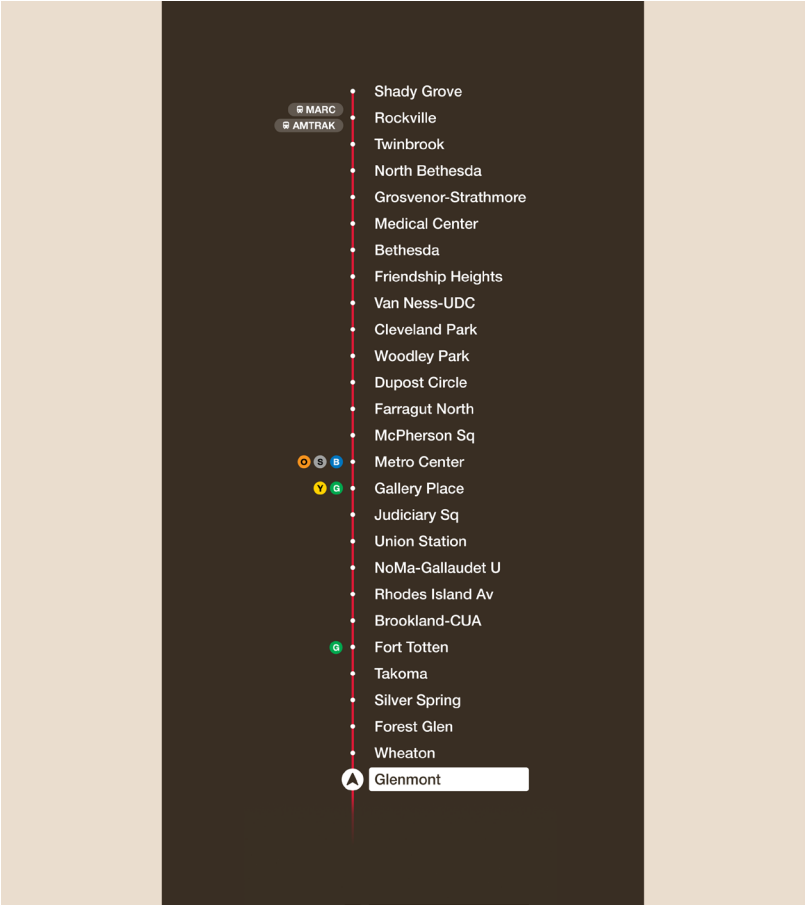 Shady Grove
MARC
Rockville
AMTRAK
Twinbrook
North Bethesda
Grosvenor-Strathmore
Medical Center
Bethesda
Friendship Heights
Van Ness-UDC
Cleveland Park
Woodley Park
Dupost Circle
Farragut North
McPherson Sq
O S B Metro Center
Y G Gallery Place
Judiciary Sq
Union Station
NoMa-Gallaudet U
Rhodes Island Av
Brookland-CUA
G Fort Totten
Takoma
Silver Spring
Forest Glen
Wheaton
Glenmont